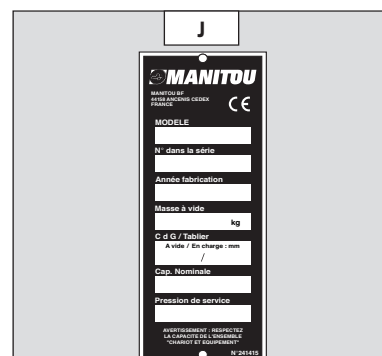 J
MANITOU
MANITOU BF
44158 ANCENIS CEDEX
FRANCE
CE
MODELE
N° dans la série
Année fabrication
Masse à vide
kg
C d G / Tablier
A vide / En charge : mm
/
Cap. Nominale
Pression de service
AVERTISSEMENT : RESPECTEZ
LA CAPACITE DE L'ENSEMBLE
"CHARIOT ET EQUIPEMENT"
N°241415